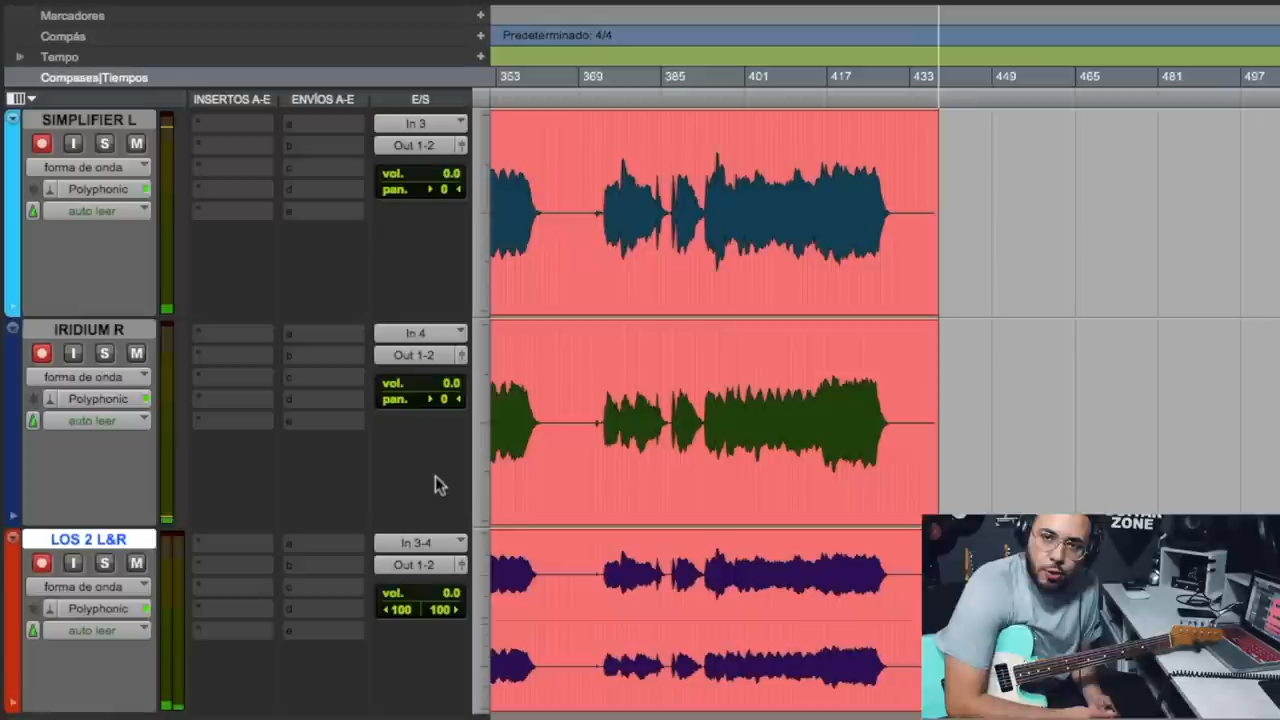 Marcadores
Compás
Predeterminado: 4/4
Tempo
Compases|Tiempos
353 369 385 401 417 433 449 465 481 497
INSERTOS A-E ENVÍOS A-E E/S
SIMPLIFIER L
I S M
forma de onda
Polyphonic
auto leer
a
b
c
d
e
In 3
Out 1-2
vol. 0.0
pan. 0
IRIDIUM R
I S M
forma de onda
Polyphonic
auto leer
a
b
c
d
e
In 4
Out 1-2
vol. 0.0
pan. 0
LOS 2 L&R
I S M
forma de onda
Polyphonic
auto leer
a
b
c
d
e
In 3-4
Out 1-2
vol. 0.0
100 100
ZONE